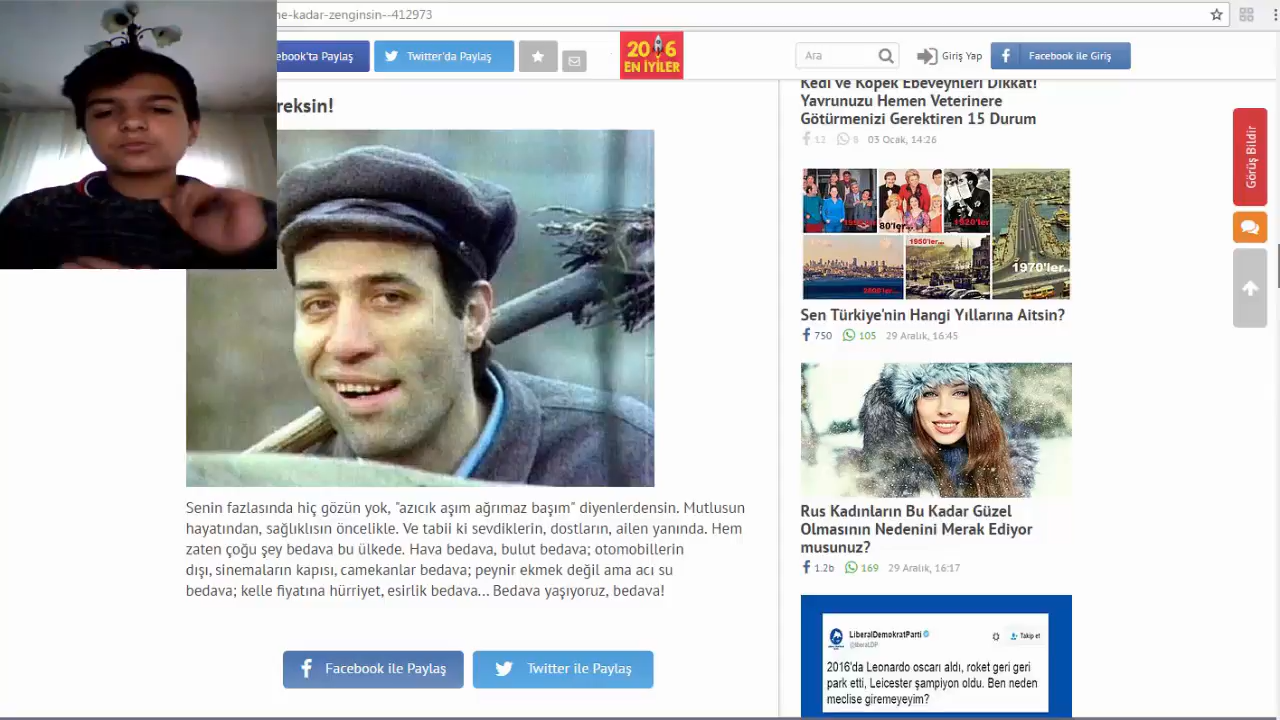 ne-kadar-zenginsin--412973
ebook'ta Paylaş
Twitter'da Paylaş
2016
EN İYİLER
Ara
Giriş Yap
Facebook ile Giriş
reksin!
Senin fazlasında hiç gözün yok, "azıcık aşım ağrımaz başım" diyenlerdensin. Mutlusun
hayatından, sağlıklısın öncelikle. Ve tabii ki sevdiklerin, dostların, ailen yanında. Hem
zaten çoğu şey bedava bu ülkede. Hava bedava, bulut bedava; otomobillerin
dışı, sinemaların kapısı, camekanlar bedava; peynir ekmek değil ama acı su
bedava; kelle fiyatına hürriyet, esirlik bedava... Bedava yaşıyoruz, bedava!
Facebook ile Paylaş
Twitter ile Paylaş
Kedi ve Köpek Ebeveynleri Dikkat!
Yavrunuzu Hemen Veterinere
Götürmenizi Gerektiren 15 Durum
12
8
03 Ocak, 14:26
80'ler...
1920'ler
1950'ler...
1970'ler..
Sen Türkiye'nin Hangi Yıllarına Aitsin?
750
105
29 Aralık, 16:45
Rus Kadınların Bu Kadar Güzel
Olmasının Nedenini Merak Ediyor
musunuz?
1.2b
169
29 Aralık, 16:17
LiberalDemokratParti
@liberalLDP
Takip et
2016'da Leonardo oscarı aldı, roket geri geri
park etti, Leicester şampiyon oldu. Ben neden
meclise giremeyeyim?
Görüş Bildir